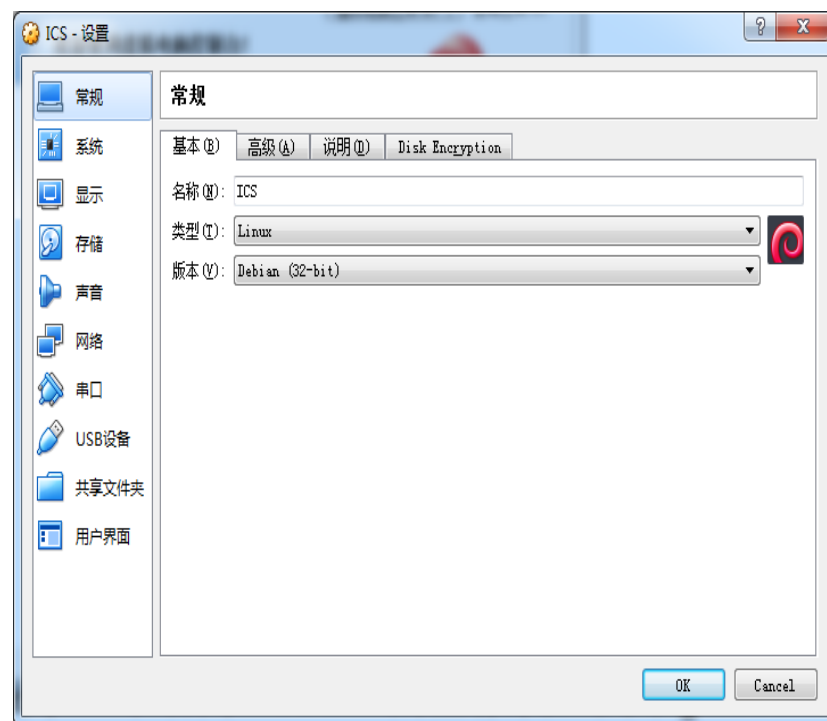 ICS - 设置
常规
系统
显示
存储
声音
网络
串口
USB设备
共享文件夹
用户界面
常规
基本(B) 高级(A) 说明(D) Disk Encryption
名称(N): ICS
类型(T): Linux
版本(V): Debian (32-bit)
OK Cancel